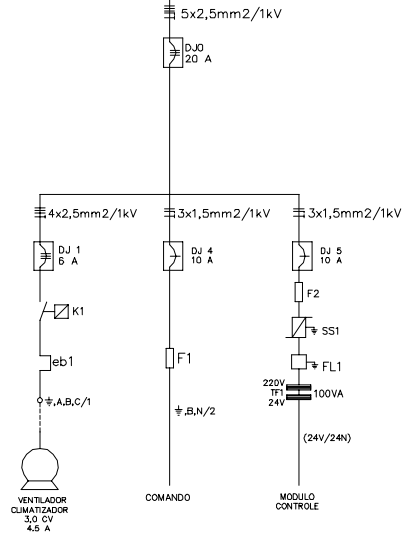 5x2,5mm2/1kV
DJ0
20 A
4x2,5mm2/1kV
3x1,5mm2/1kV
3x1,5mm2/1kV
DJ 1
6 A
DJ 4
10 A
DJ 5
10 A
F2
K1
SS1
eb1
F1
FL1
220V
TF1
24V
100VA
,A,B,C/1
,B,N/2
(24V/24N)
VENTILADOR
CLIMATIZADOR
3,0 CV
4.5 A
COMANDO
MODULO
CONTROLE